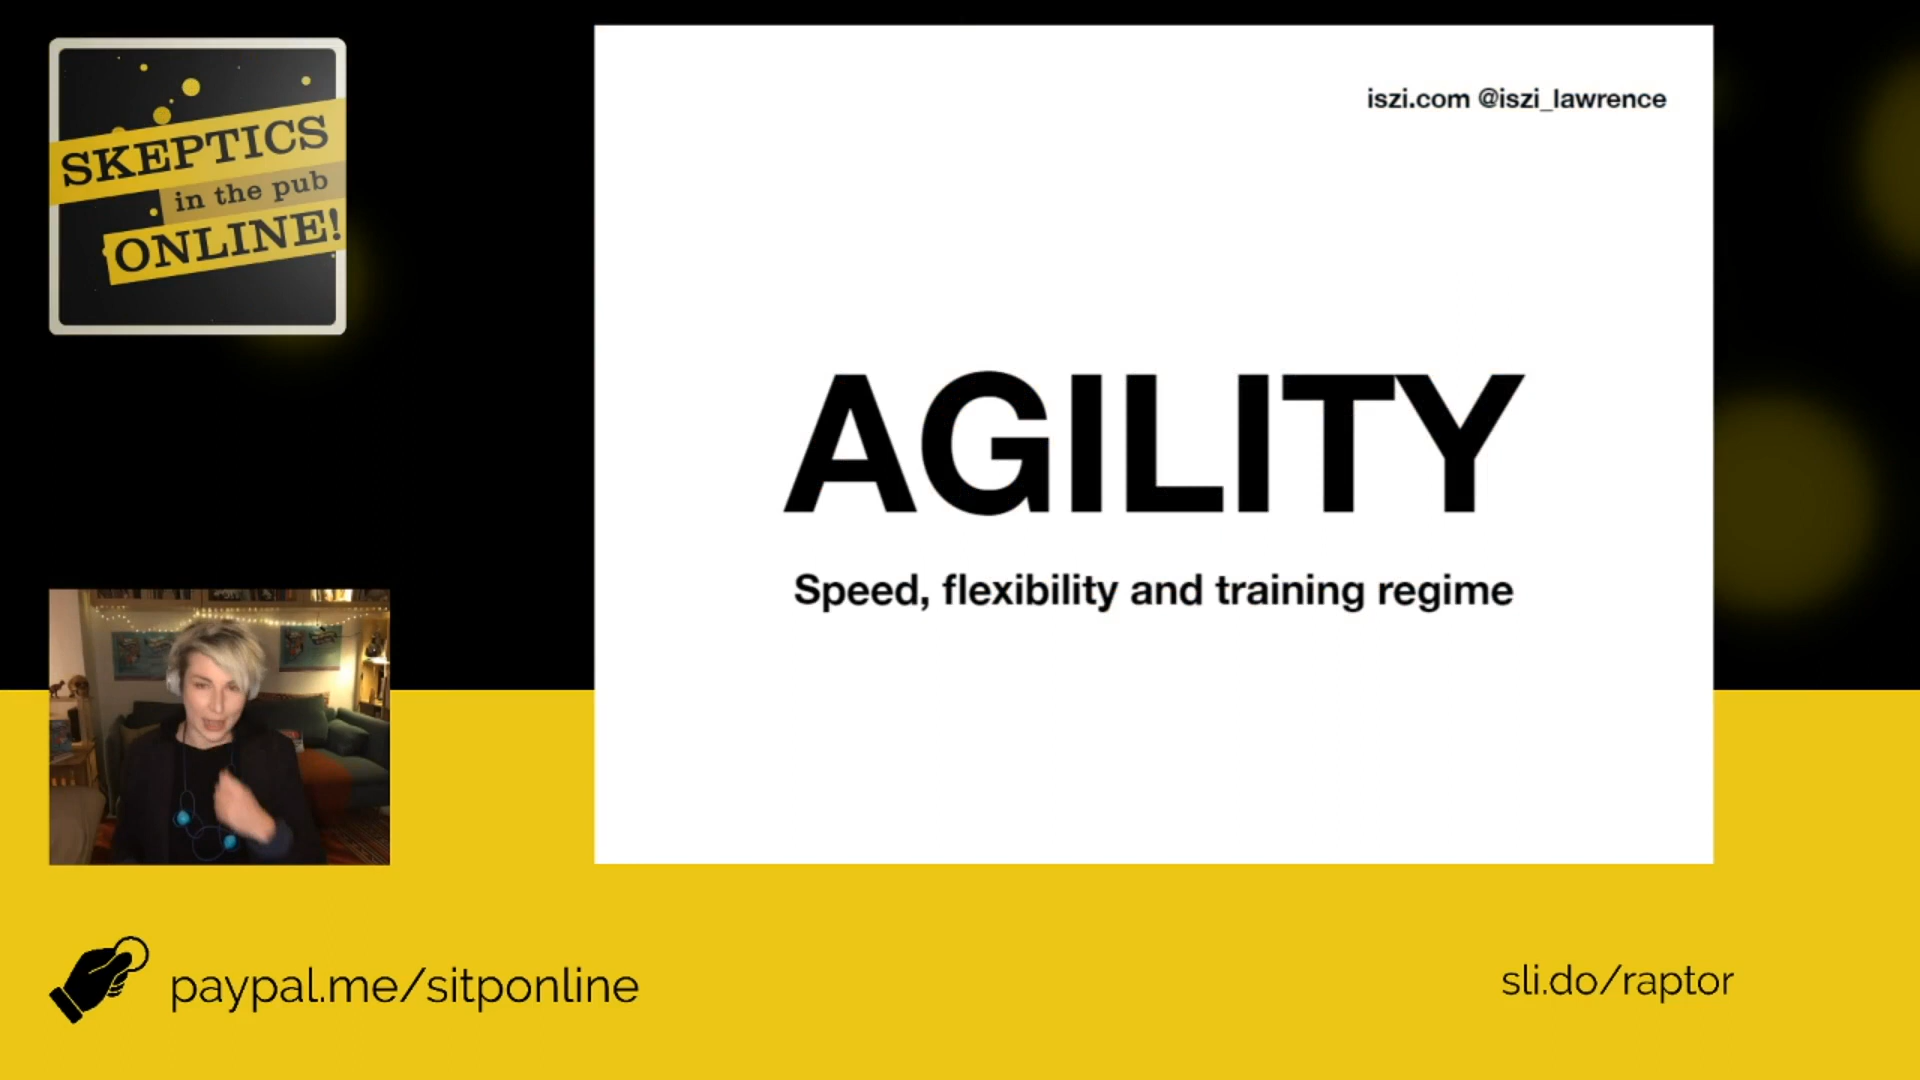 SKEPTICS
in the pub
ONLINE!
iszi.com @iszi_lawrence
AGILITY
Speed, flexibility and training regime
paypal.me/sitponline
sli.do/raptor